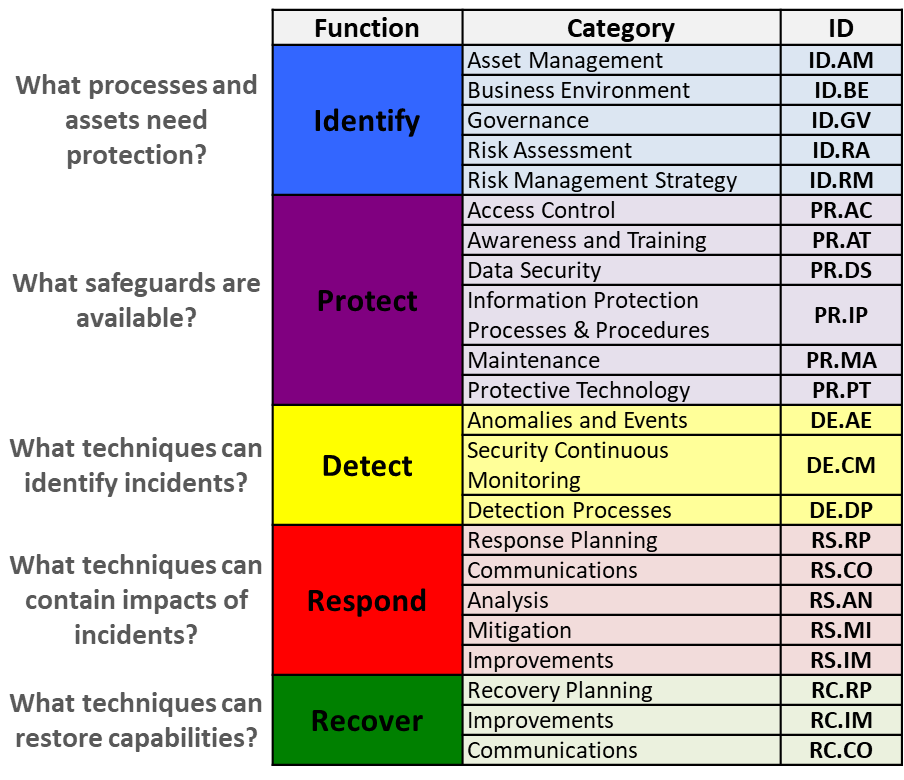 Function Category ID
What processes and
assets need
protection?
Identify
Asset Management ID.AM
Business Environment ID.BE
Governance ID.GV
Risk Assessment ID.RA
Risk Management Strategy ID.RM
What safeguards are
available?
Protect
Access Control PR.AC
Awareness and Training PR.AT
Data Security PR.DS
Information Protection
Processes & Procedures PR.IP
Maintenance PR.MA
Protective Technology PR.PT
What techniques can
identify incidents?
Detect
Anomalies and Events DE.AE
Security Continuous
Monitoring DE.CM
Detection Processes DE.DP
What techniques can
contain impacts of
incidents?
Respond
Response Planning RS.RP
Communications RS.CO
Analysis RS.AN
Mitigation RS.MI
Improvements RS.IM
What techniques can
restore capabilities?
Recover
Recovery Planning RC.RP
Improvements RC.IM
Communications RC.CO